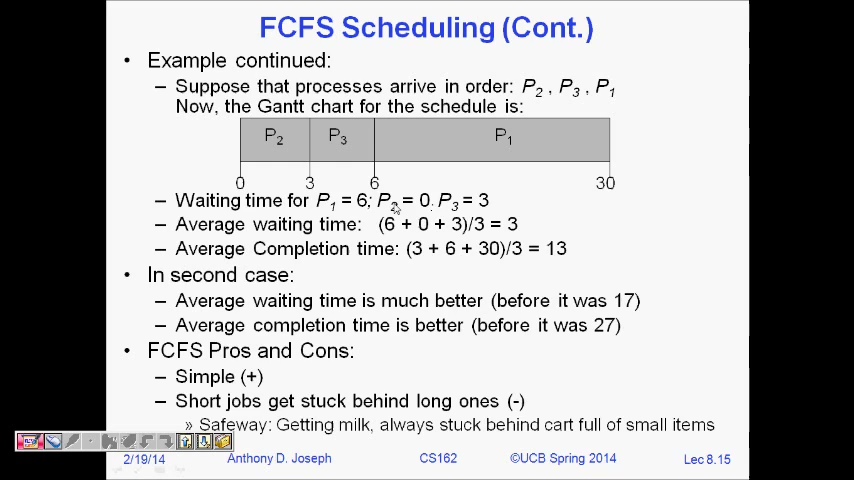 FCFS Scheduling (Cont.)
• Example continued:
– Suppose that processes arrive in order: P2 , P3 , P1
Now, the Gantt chart for the schedule is:
P2 P3 P1
0 3 6 30
– Waiting time for P1 = 6; P2 = 0. P3 = 3
– Average waiting time: (6 + 0 + 3)/3 = 3
– Average Completion time: (3 + 6 + 30)/3 = 13
• In second case:
– Average waiting time is much better (before it was 17)
– Average completion time is better (before it was 27)
• FCFS Pros and Cons:
– Simple (+)
– Short jobs get stuck behind long ones (-)
» Safeway: Getting milk, always stuck behind cart full of small items
2/19/14 Anthony D. Joseph CS162 ©UCB Spring 2014 Lec 8.15